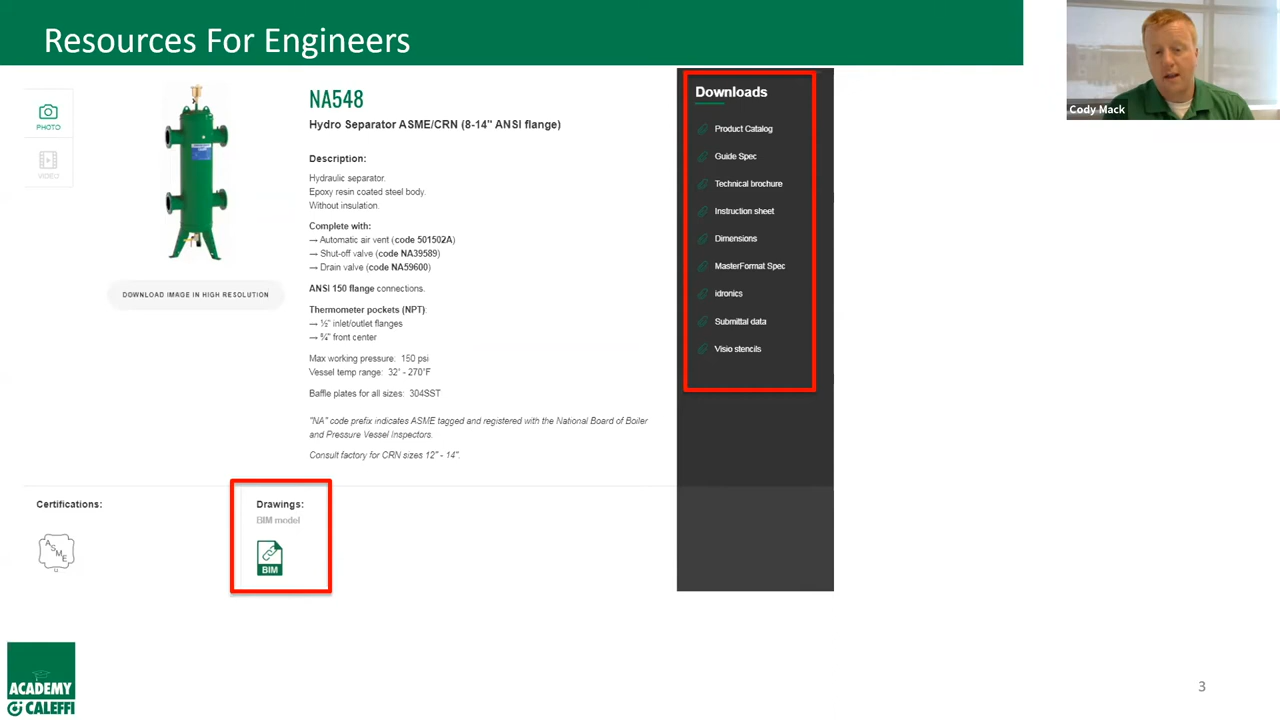 Resources For Engineers
Cody Mack
PHOTO
VIDEO
DOWNLOAD IMAGE IN HIGH RESOLUTION
NA548
Hydro Separator ASME/CRN (8-14" ANSI flange)
Description:
Hydraulic separator.
Epoxy resin coated steel body.
Without insulation.
Complete with:
→ Automatic air vent (code 501502A)
→ Shut-off valve (code NA39589)
→ Drain valve (code NA59600)
ANSI 150 flange connections.
Thermometer pockets (NPT):
→ ½" inlet/outlet flanges
→ ¾" front center
Max working pressure: 150 psi
Vessel temp range: 32° - 270°F
Baffle plates for all sizes: 304SST
"NA" code prefix indicates ASME tagged and registered with the National Board of Boiler
and Pressure Vessel Inspectors.
Consult factory for CRN sizes 12" - 14".
Downloads
Product Catalog
Guide Spec
Technical brochure
Instruction sheet
Dimensions
MasterFormat Spec
idronics
Submittal data
Visio stencils
Certifications:
ASME
U
Drawings:
BIM model
BIM
ACADEMY
CALEFFI
3